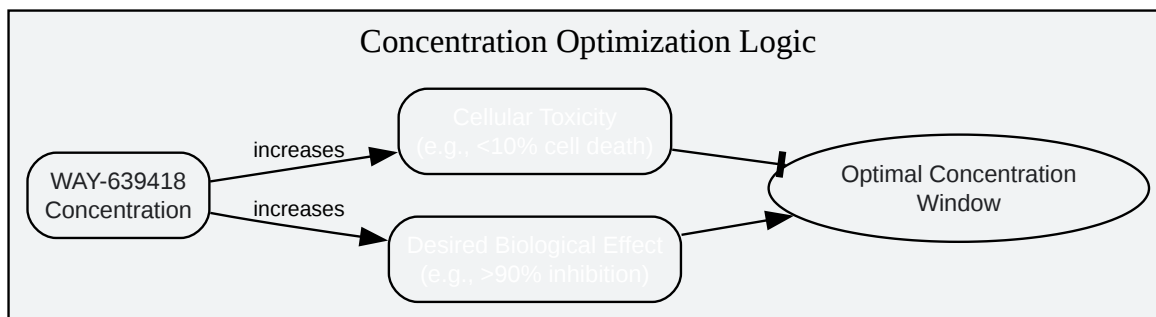 Concentration Optimization Logic
WAY-639418
Concentration
increases
increases
Cellular Toxicity
(e.g., <10% cell death)
Desired Biological Effect
(e.g., >90% inhibition)
Optimal Concentration
Window